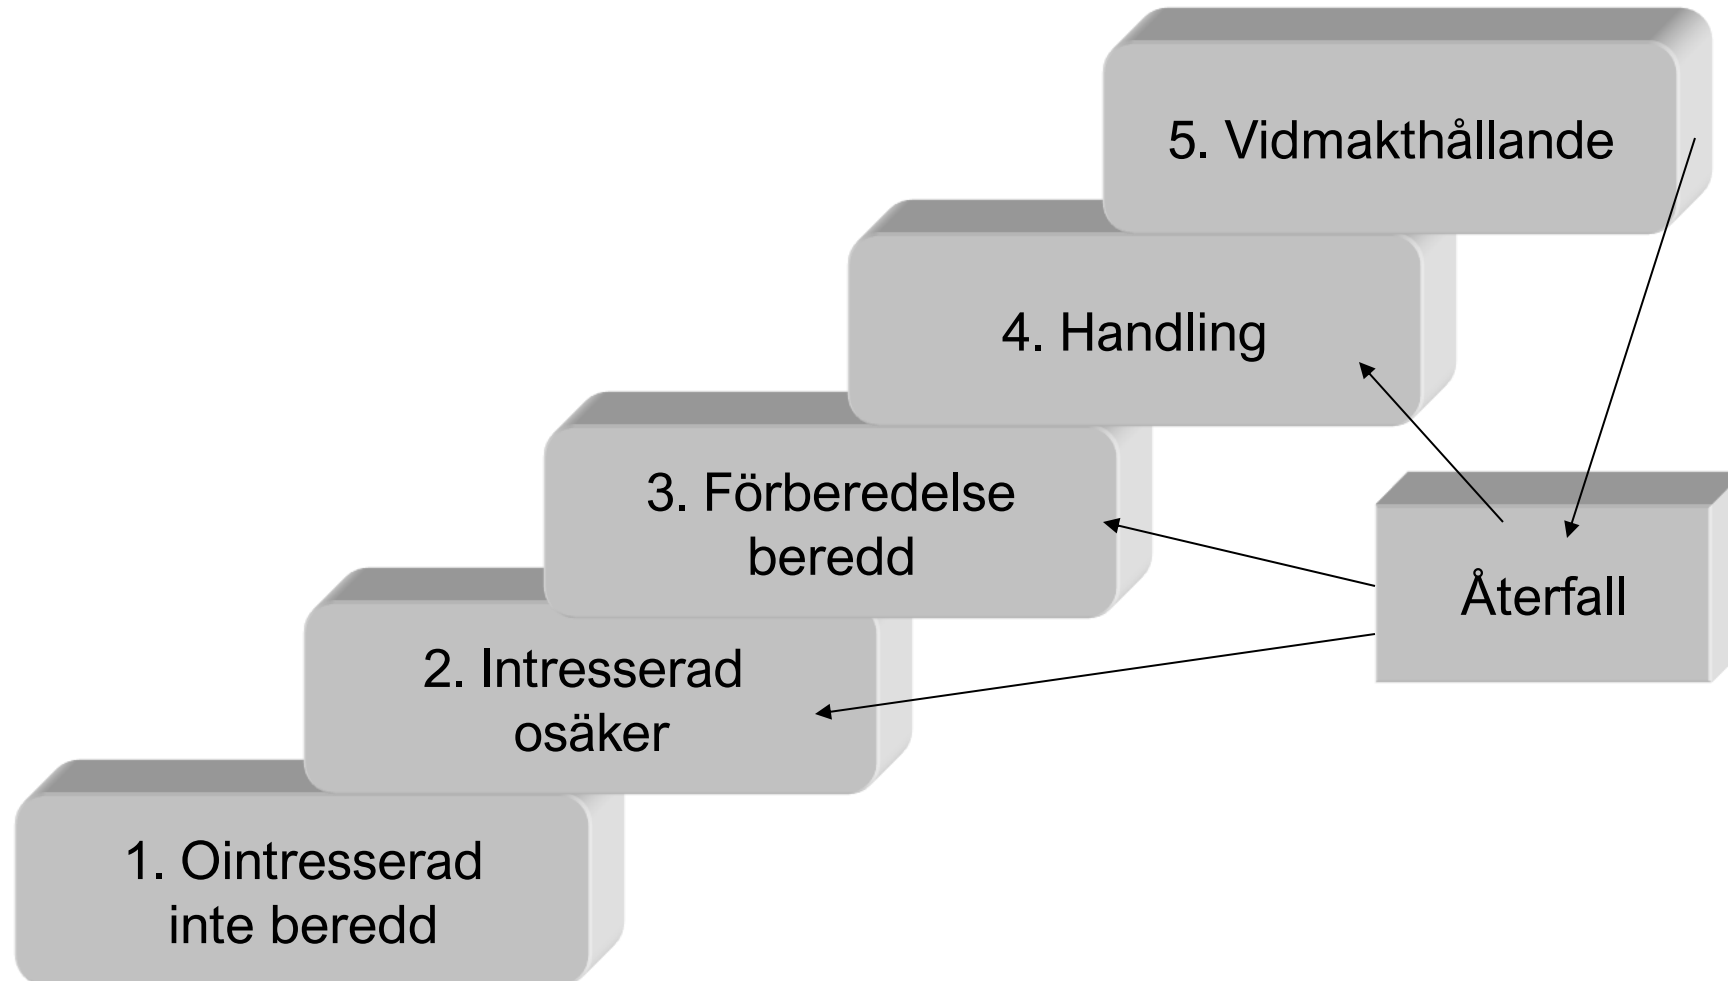 5. Vidmakthållande
4. Handling
3. Förberedelse
beredd
Återfall
2. Intresserad
osäker
1. Ointresserad
inte beredd